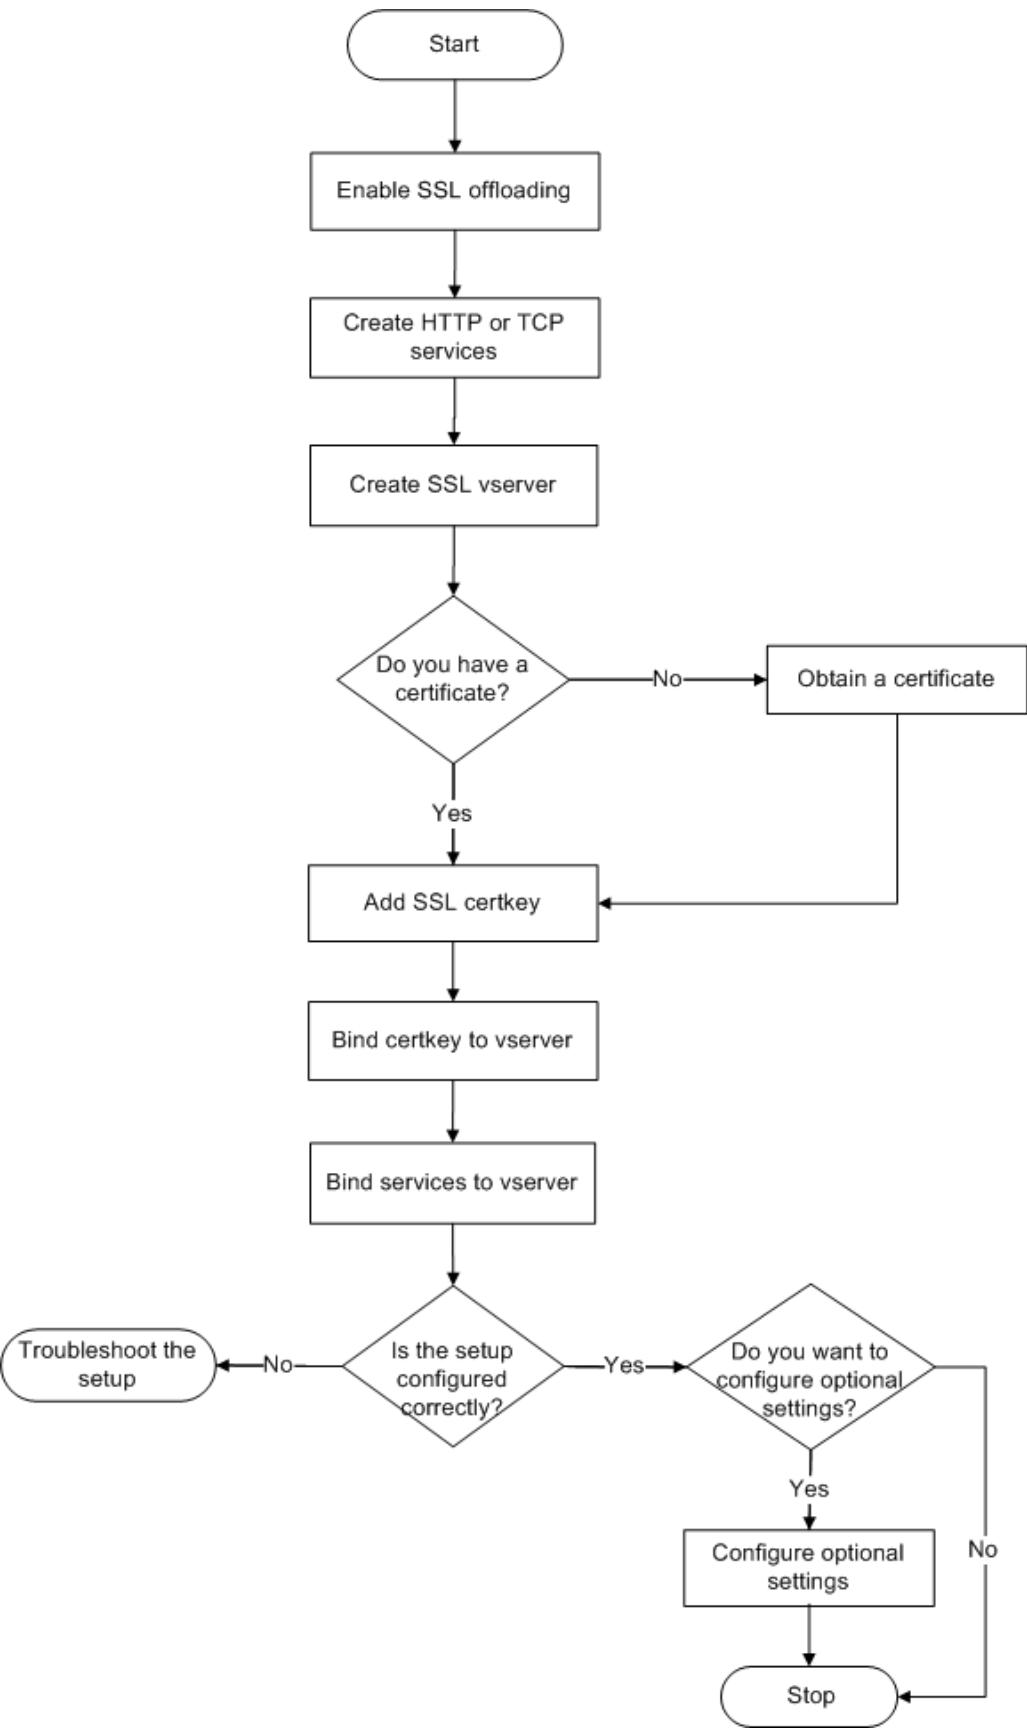 Start
Enable SSL offloading
Create HTTP or TCP
services
Create SSL vserver
Do you have a
certificate?
No
Obtain a certificate
Yes
Add SSL certkey
Bind certkey to vserver
Bind services to vserver
Is the setup
configured
correctly?
No
Troubleshoot the
setup
Yes
Do you want to
configure optional
settings?
Yes
Configure optional
settings
No
Stop